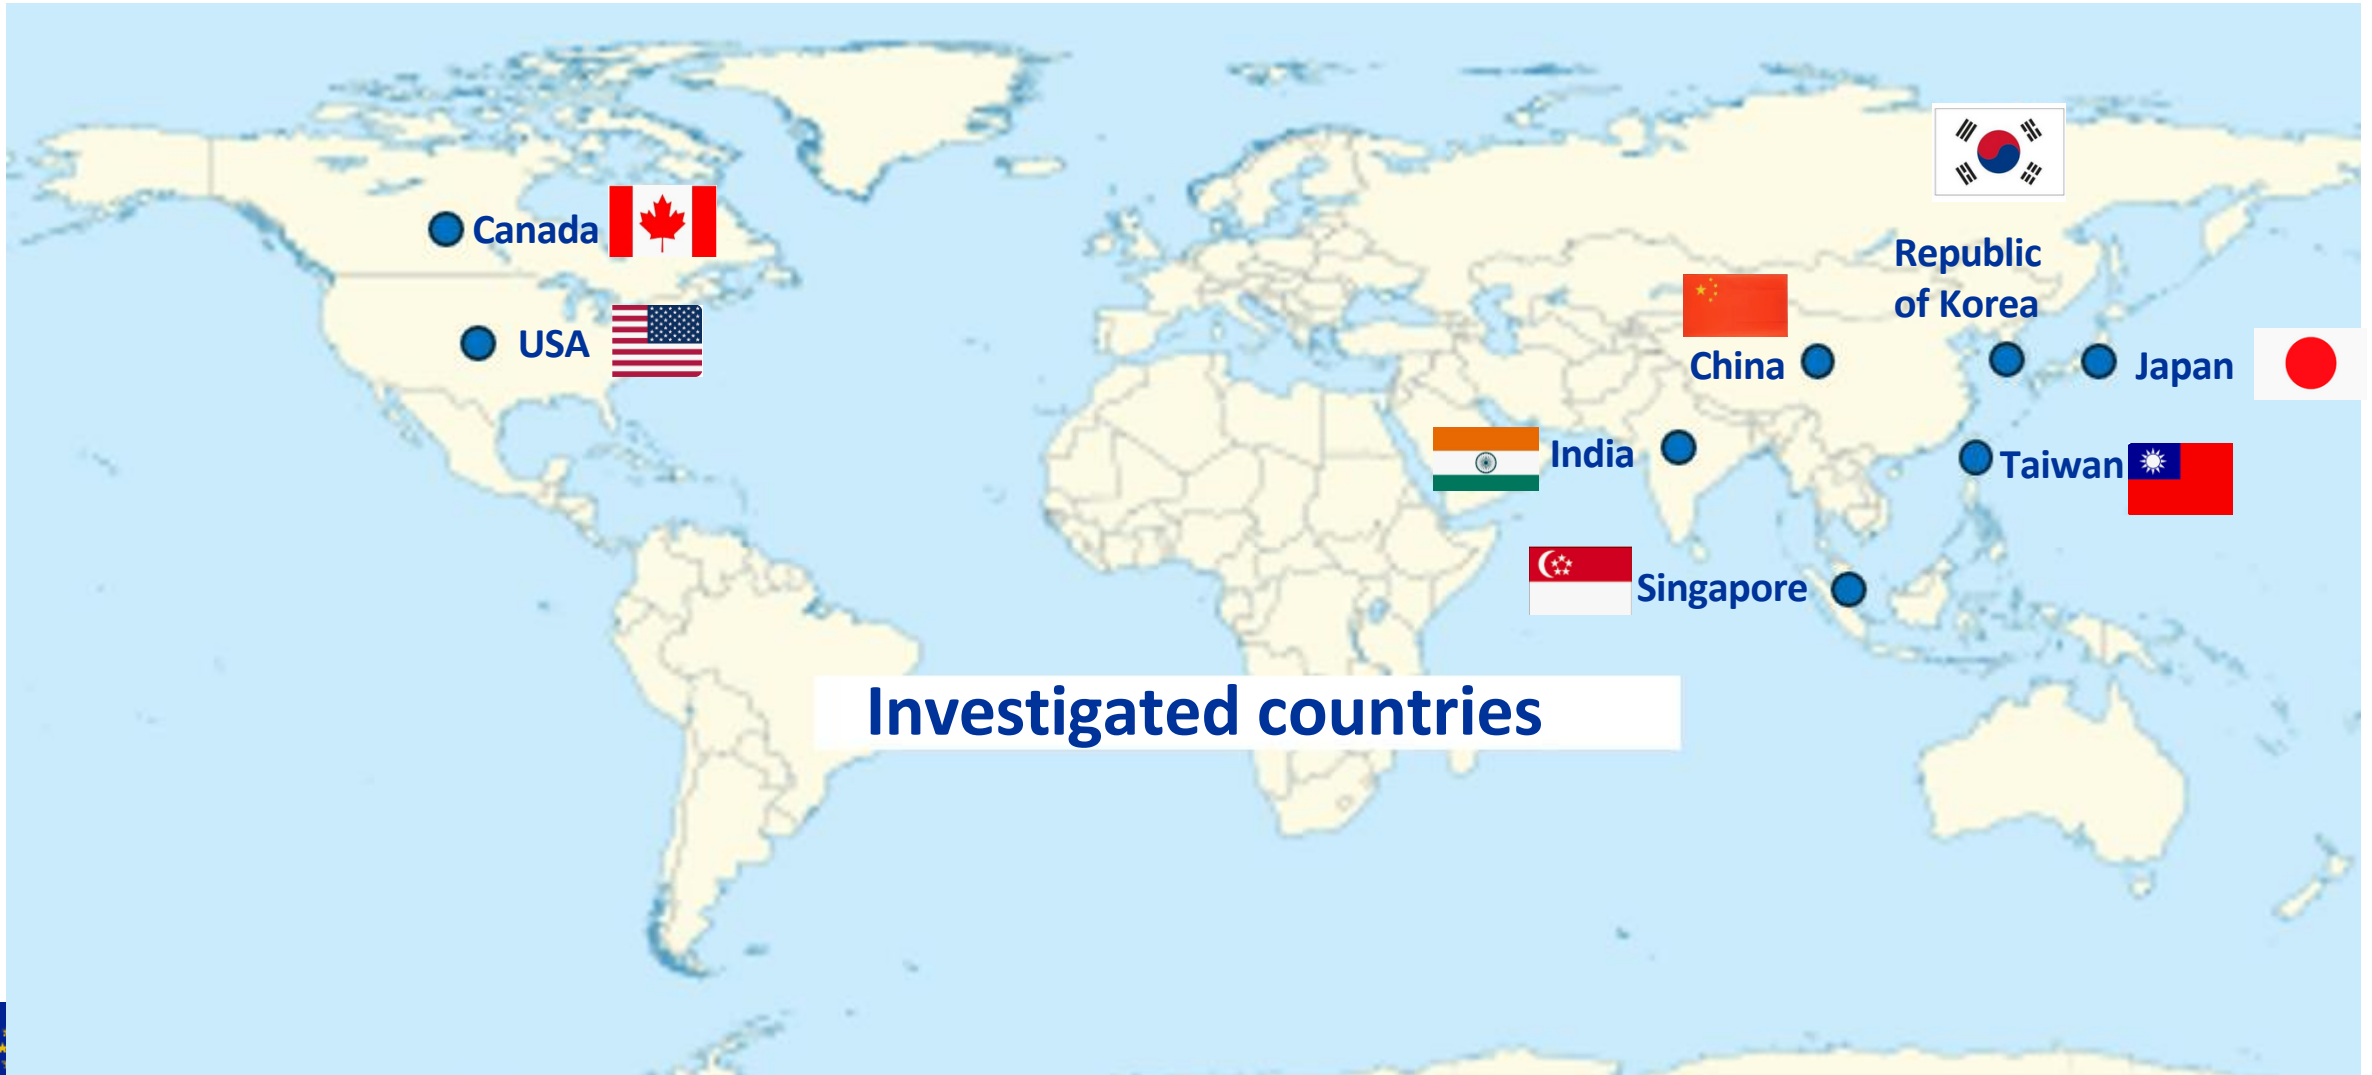 Canada
USA
Republic
of Korea
China
Japan
India
Taiwan
Singapore
Investigated countries